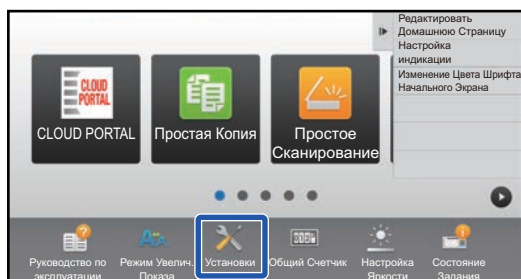 Редактировать
Домашнюю Страницу
Настройка
индикации
Изменение Цвета Шрифта
Начального Экрана
CLOUD
PORTAL
CLOUD PORTAL
Простая Копия
Простое
Сканирование
Руководство по
эксплуатации
Режим Увелич.
Показа
Установки
Общий Счетчик
Настройка
Яркости
Состояние
Задания